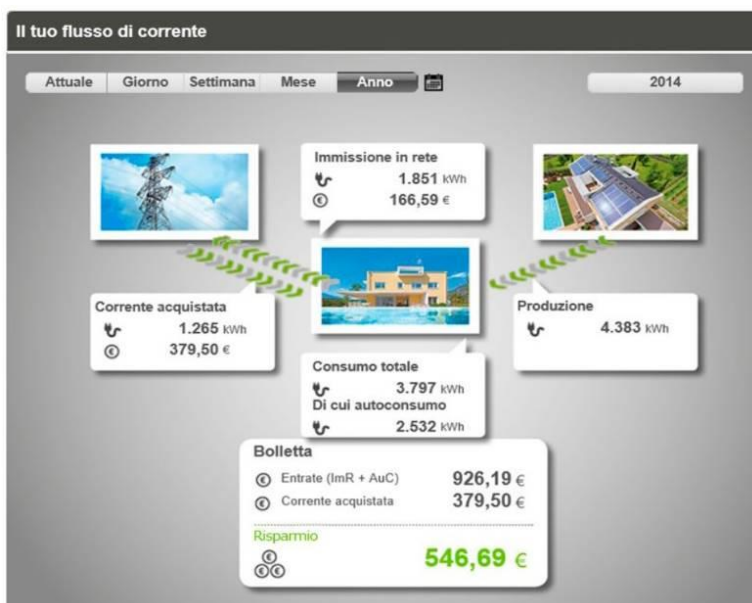 Il tuo flusso di corrente
Attuale Giorno Settimana Mese Anno 2014
Immissione in rete
1.851 kWh
166,59 €
Corrente acquistata
1.265 kWh
379,50 €
Produzione
4.383 kWh
Consumo totale
3.797 kWh
Di cui autoconsumo
2.532 kWh
Bolletta
Entrate (ImR + AuC) 926,19 €
Corrente acquistata 379,50 €
Risparmio
546,69 €